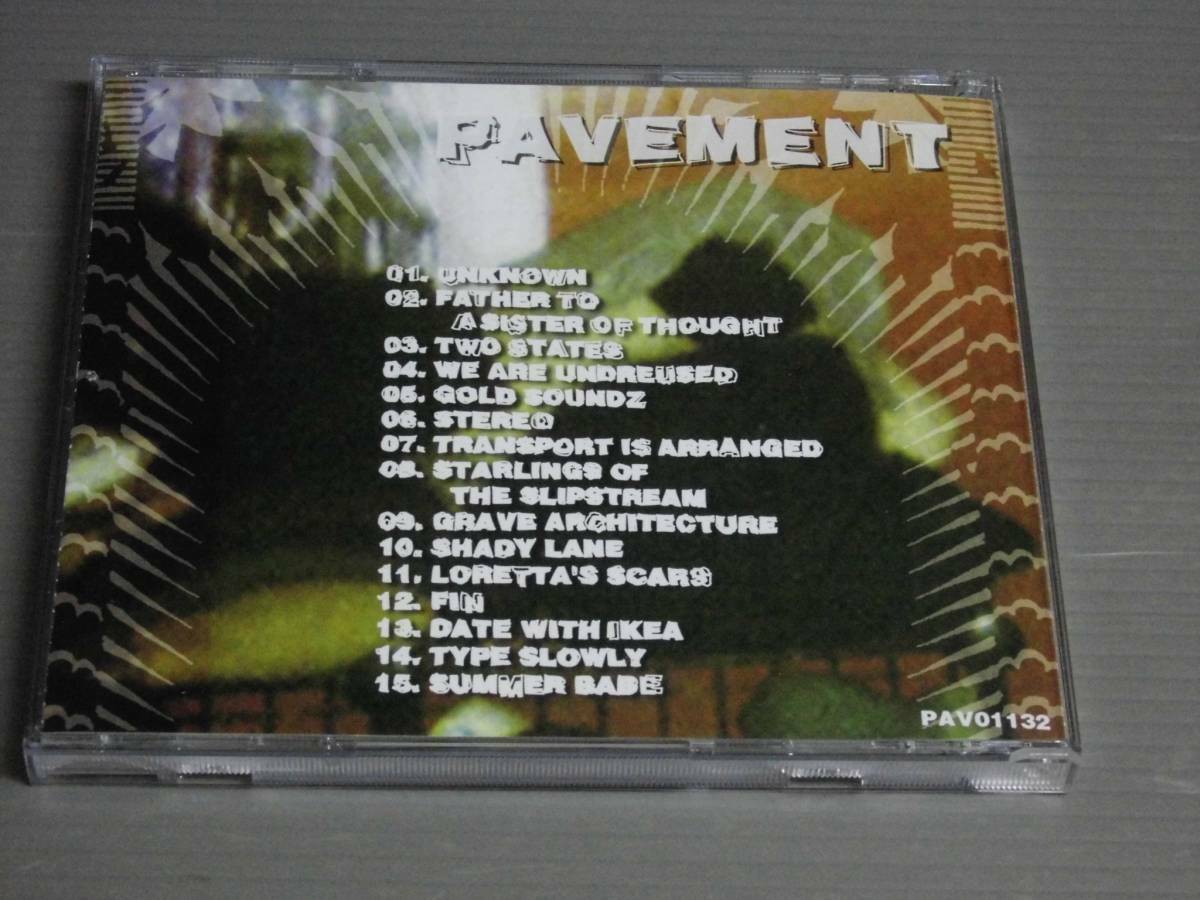 PAVEMENT
01. UNKNOWN
02. FATHER TO
A SISTER OF THOUGHT
03. TWO STATES
04. WE ARE UNDREUSED
05. GOLD SOUNDZ
06. STEREO
07. TRANSPORT IS ARRANGED
08. STARLINGS OF
THE SLIPSTREAM
09. GRAVE ARCHITECTURE
10. SHADY LANE
11. LORETTA'S SCARS
12. FIN
13. DATE WITH IKEA
14. TYPE SLOWLY
15. SUMMER BABE
PAV01132